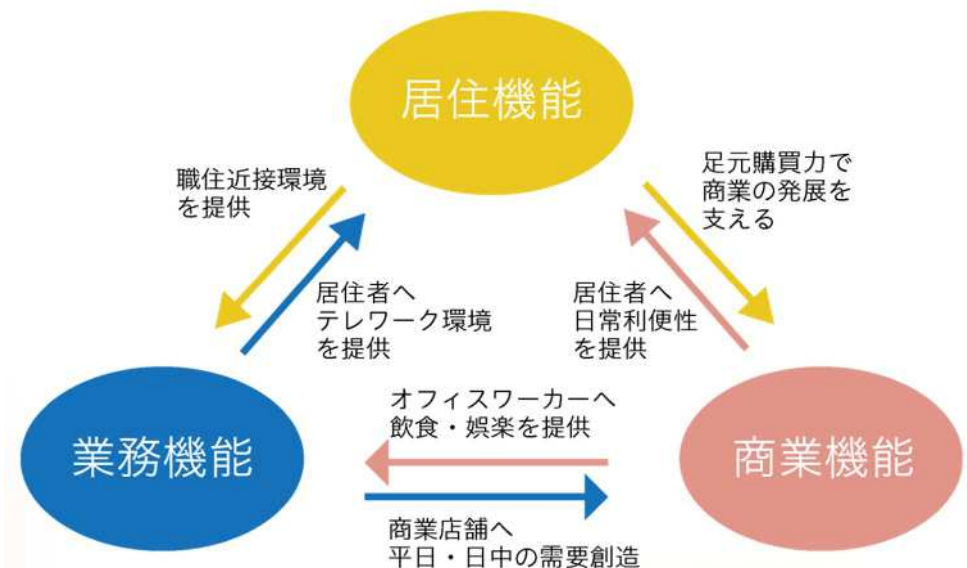 居住機能
職住近接環境
を提供
足元購買力で
商業の発展を
支える
居住者へ
テレワーク環境
を提供
居住者へ
日常利便性
を提供
オフィスワーカーへ
飲食・娯楽を提供
業務機能
商業機能
商業店舗へ
平日・日中の需要創造